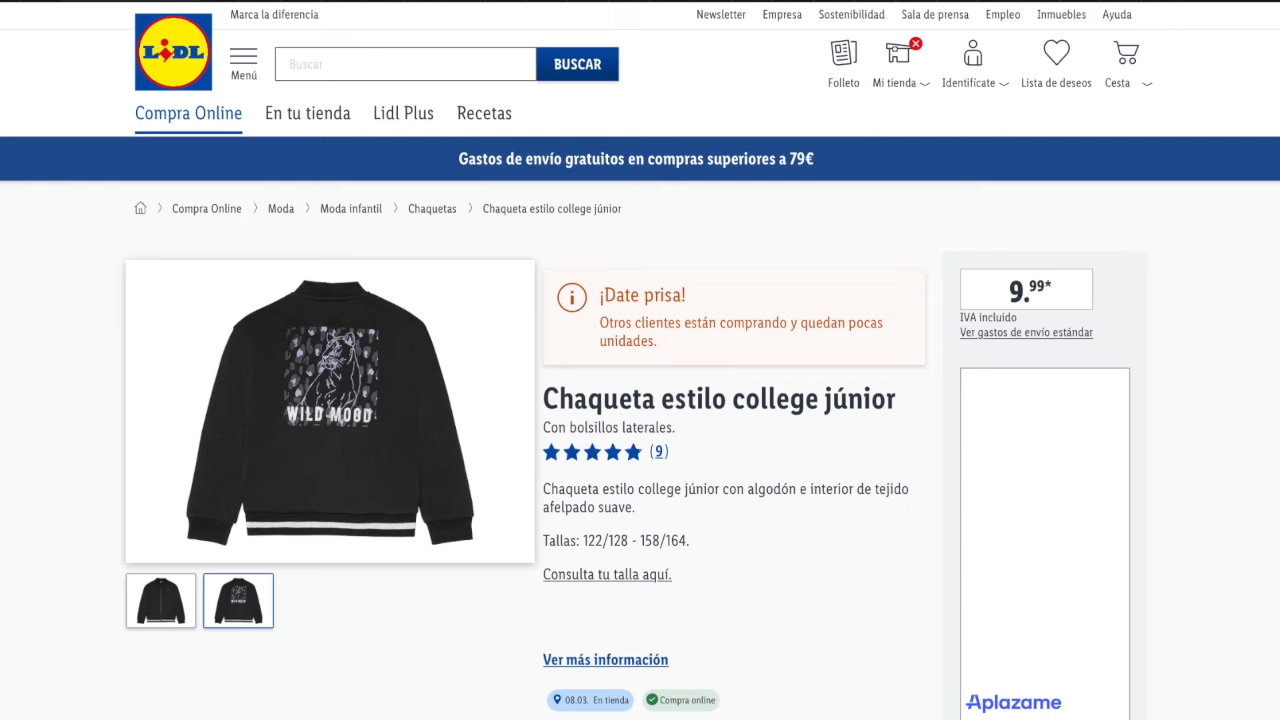 Marca la diferencia
Newsletter Empresa Sostenibilidad Sala de prensa Empleo Inmuebles Ayuda
LIDL
Menú
Buscar
BUSCAR
Folleto Mi tienda Identifícate Lista de deseos Cesta
Compra Online En tu tienda Lidl Plus Recetas
Gastos de envío gratuitos en compras superiores a 79€
Compra Online Moda Moda infantil Chaquetas Chaqueta estilo college júnior
WILD MOOD
¡Date prisa!
Otros clientes están comprando y quedan pocas
unidades.
Chaqueta estilo college júnior
Con bolsillos laterales.
(9)
Chaqueta estilo college júnior con algodón e interior de tejido
afelpado suave.
Tallas: 122/128 - 158/164.
Consulta tu talla aquí.
Ver más información
08.03. En tienda
Compra online
9.99*
IVA incluido
Ver gastos de envío estándar
Aplazame